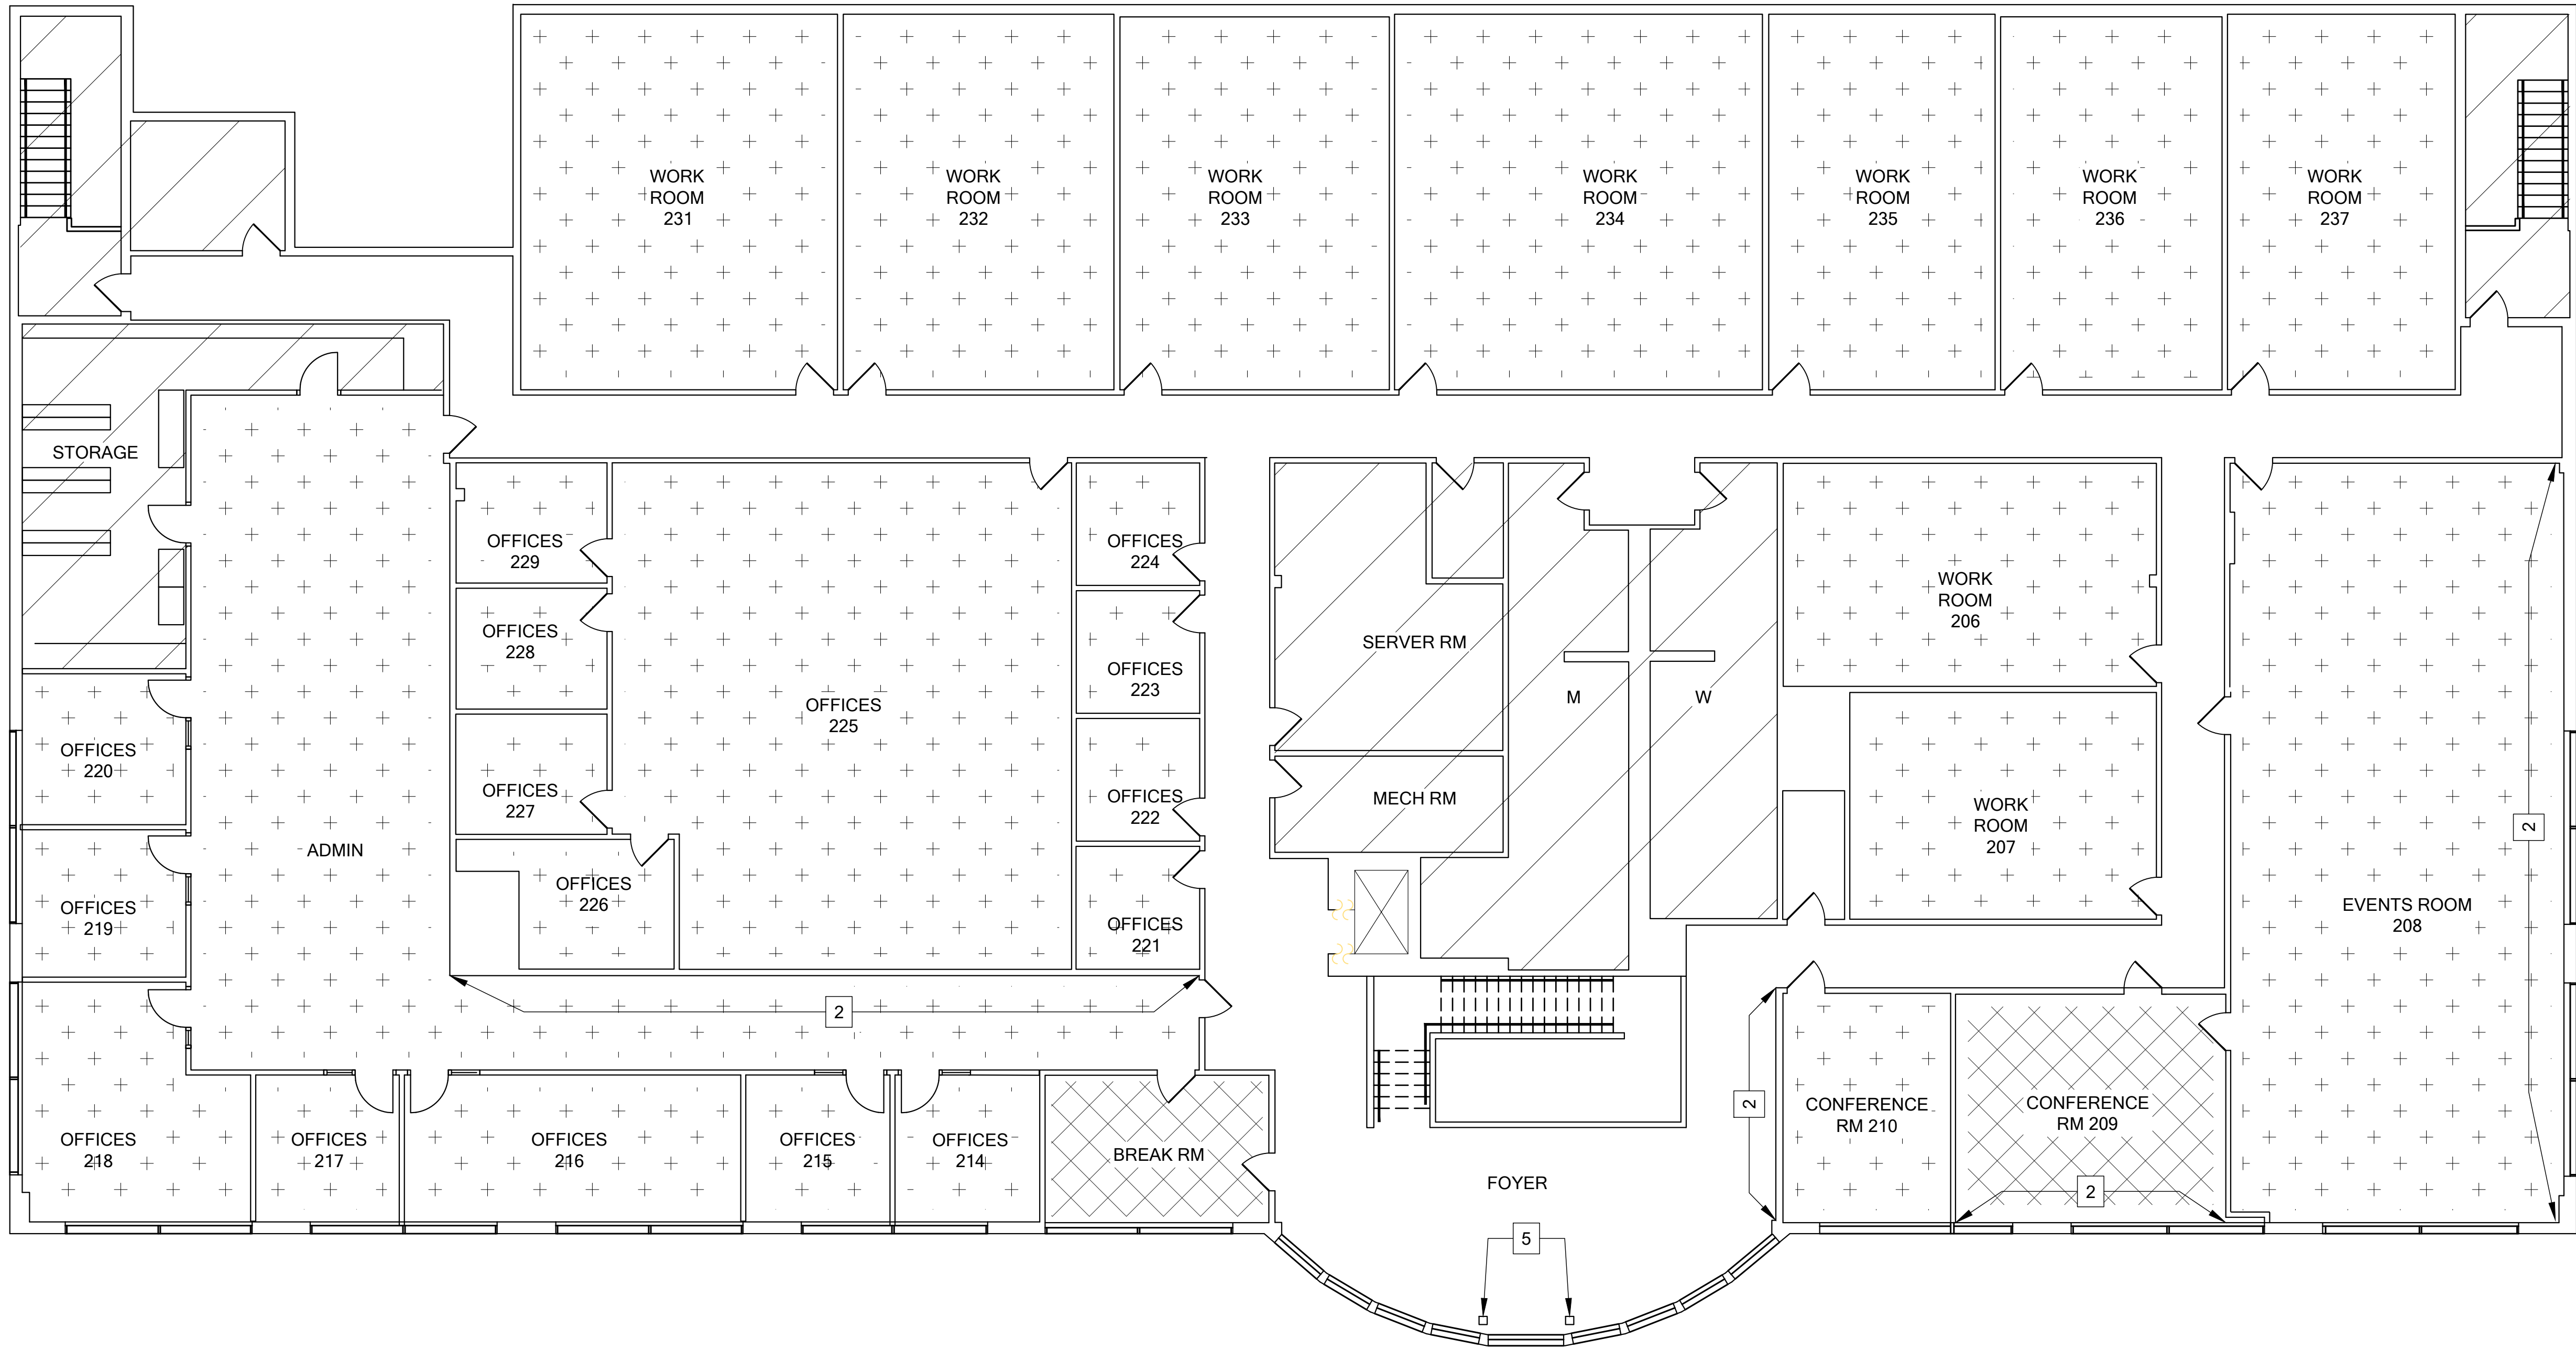 WORK
ROOM
231
WORK
ROOM
232
WORK
ROOM
233
WORK
ROOM
234
WORK
ROOM
235
WORK
ROOM
236
WORK
ROOM
237
STORAGE
OFFICES
229
OFFICES
224
OFFICES
228
OFFICES
223
OFFICES
225
OFFICES
227
OFFICES
222
OFFICES
226
OFFICES
221
OFFICES
220
OFFICES
219
ADMIN
SERVER RM
MECH RM
M
W
WORK
ROOM
206
WORK
ROOM
207
EVENTS ROOM
208
2
2
2
2
OFFICES
218
OFFICES
217
OFFICES
216
OFFICES
215
OFFICES
214
BREAK RM
FOYER
5
CONFERENCE
RM 210
CONFERENCE
RM 209